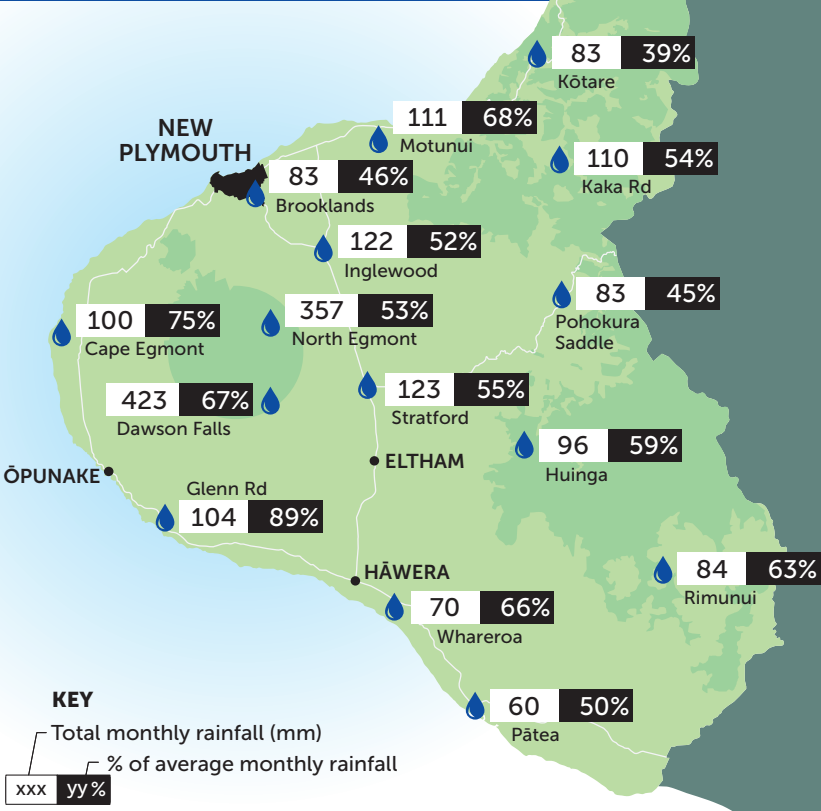 83 39%
Kōtare
111 68%
Motunui
NEW
PLYMOUTH
110 54%
Kaka Rd
83 46%
Brooklands
122 52%
Inglewood
83 45%
Pohokura
Saddle
100 75%
Cape Egmont
357 53%
North Egmont
423 67%
Dawson Falls
123 55%
Stratford
96 59%
Huinga
ELTHAM
ŌPUNAKE
Glenn Rd
104 89%
HĀWERA
84 63%
Rimunui
70 66%
Whareroa
60 50%
Pātea
KEY
Total monthly rainfall (mm)
% of average monthly rainfall
xxx yy%